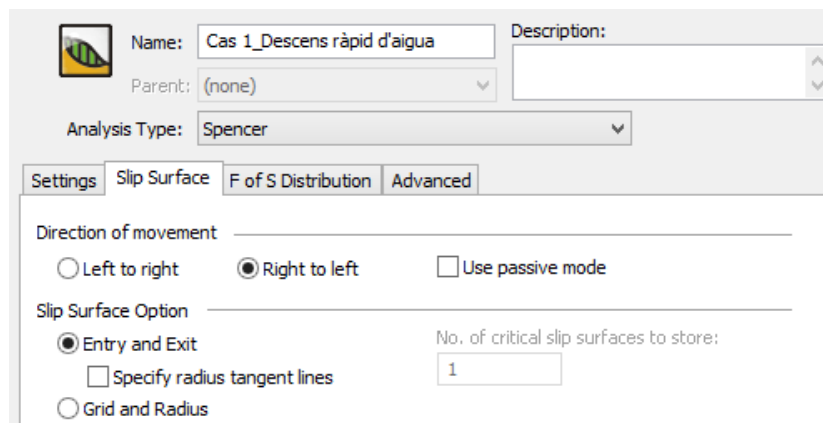 Name: Cas 1_Descens ràpid d'aigua
Description:
Parent: (none)
Analysis Type: Spencer
Settings Slip Surface F of S Distribution Advanced
Direction of movement
Left to right Right to left Use passive mode
Slip Surface Option
Entry and Exit No. of critical slip surfaces to store:
Specify radius tangent lines 1
Grid and Radius